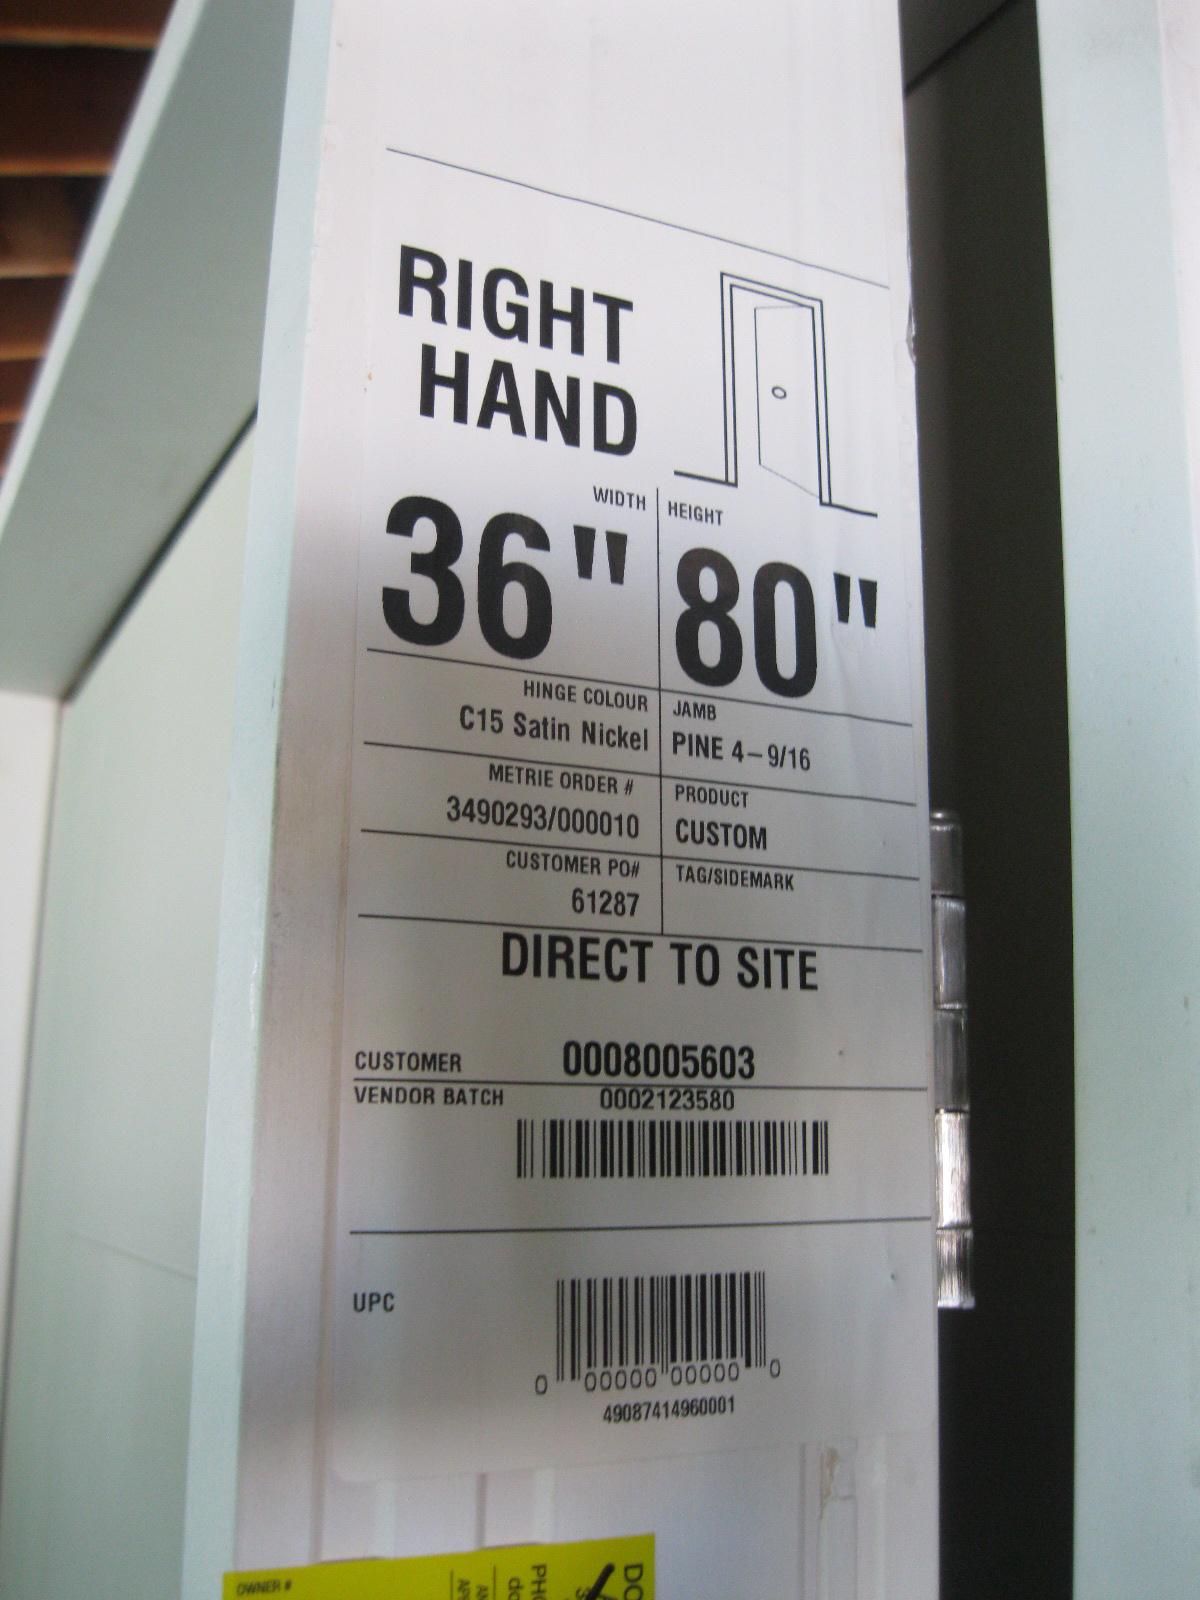 RIGHT
HAND
WIDTH
36"
HEIGHT
80"
HINGE COLOUR
C15 Satin Nickel
JAMB
PINE 4-9/16
METRIE ORDER #
3490293/000010
PRODUCT
CUSTOM
CUSTOMER PO#
61287
TAG/SIDEMARK
DIRECT TO SITE
CUSTOMER 0008005603
VENDOR BATCH 0002123580
UPC
0 00000 00000 0
49087414960001
OWNER #